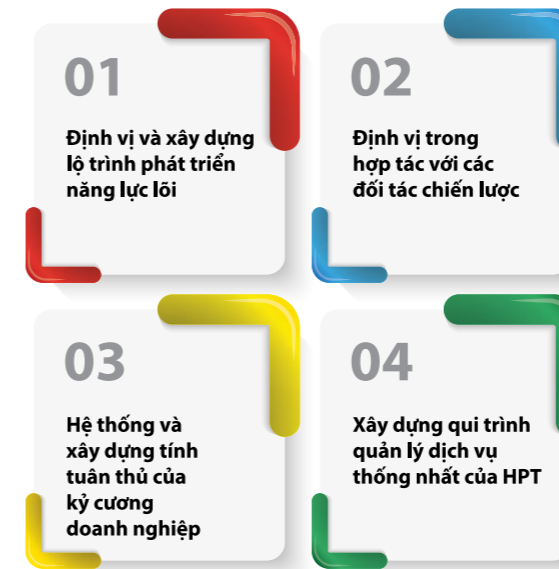 01
Định vị và xây dựng
lộ trình phát triển
năng lực lõi
02
Định vị trong
hợp tác với các
đối tác chiến lược
03
Hệ thống và
xây dựng tính
tuân thủ của
kỷ cương
doanh nghiệp
04
Xây dựng qui trình
quản lý dịch vụ
thống nhất của HPT